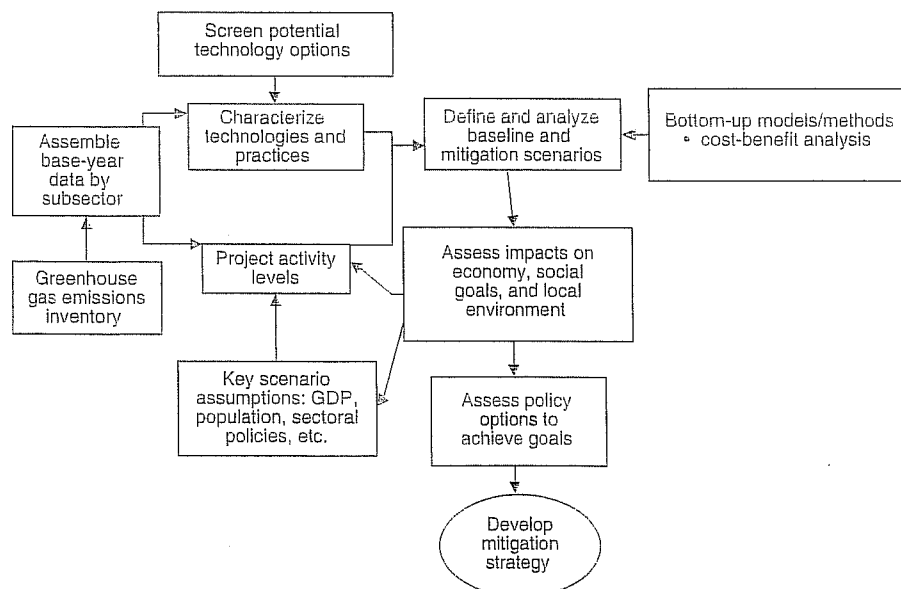 Screen potential
technology options
Characterize
technologies and
practices
Define and analyze
baseline and
mitigation scenarios
Bottom-up models/methods
• cost-benefit analysis
Assemble
base-year
data by
subsector
Project activity
levels
Assess impacts on
economy, social
goals, and local
environment
Greenhouse
gas emissions
inventory
Key scenario
assumptions: GDP,
population, sectoral
policies, etc.
Assess policy
options to
achieve goals
Develop
mitigation
strategy